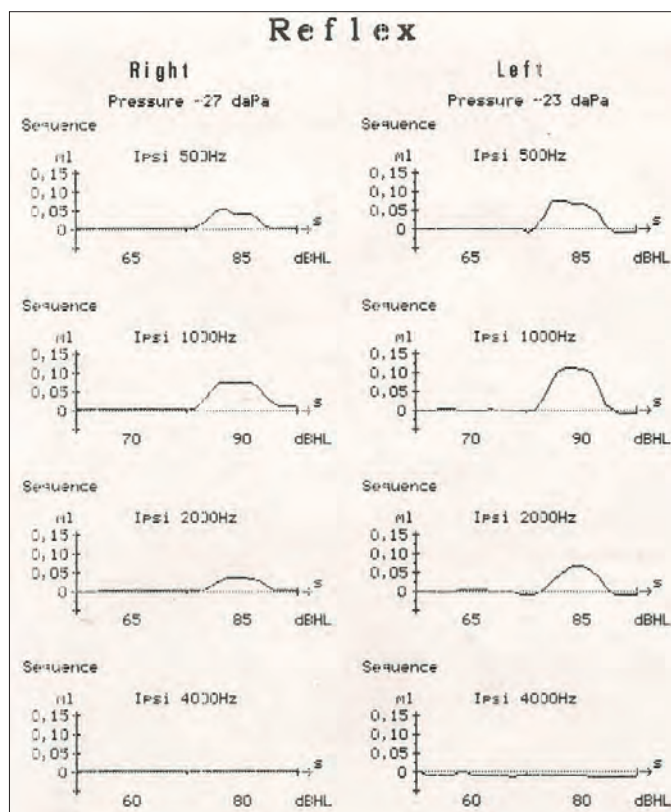 Reflex
Right
Pressure -27 daPa
Sequence
ml Ipsi 500Hz
0,15
0,10
0,05
0
s
65 85 dBHL
Sequence
ml Ipsi 1000Hz
0,15
0,10
0,05
0
s
70 90 dBHL
Sequence
ml Ipsi 2000Hz
0,15
0,10
0,05
0
s
65 85 dBHL
Sequence
ml Ipsi 4000Hz
0,15
0,10
0,05
0
s
60 80 dBHL
Left
Pressure -23 daPa
Sequence
ml Ipsi 500Hz
0,15
0,10
0,05
0
s
65 85 dBHL
Sequence
ml Ipsi 1000Hz
0,15
0,10
0,05
0
s
70 90 dBHL
Sequence
ml Ipsi 2000Hz
0,15
0,10
0,05
0
s
65 85 dBHL
Sequence
ml Ipsi 4000Hz
0,15
0,10
0,05
0
s
60 80 dBHL